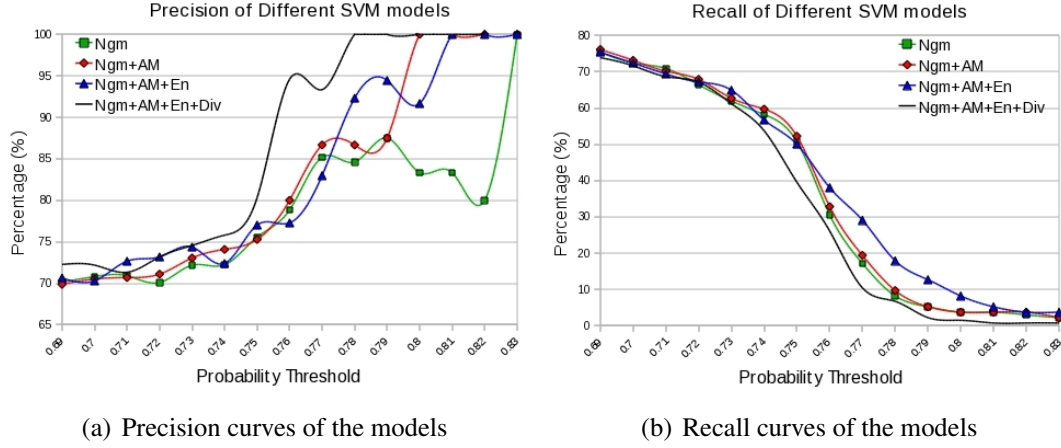 Precision of Different SVM models
100
95
90
85
80
75
70
65
Percentage (%)
Ngm
Ngm+AM
Ngm+AM+En
Ngm+AM+En+Div
0.69 0.7 0.71 0.72 0.73 0.74 0.75 0.76 0.77 0.78 0.79 0.8 0.81 0.82 0.83
Probability Threshold
(a) Precision curves of the models
Recall of Different SVM models
80
70
60
50
40
30
20
10
0
Percentage (%)
Ngm
Ngm+AM
Ngm+AM+En
Ngm+AM+En+Div
0.69 0.7 0.71 0.72 0.73 0.74 0.75 0.76 0.77 0.78 0.79 0.8 0.81 0.82 0.83
Probability Threshold
(b) Recall curves of the models